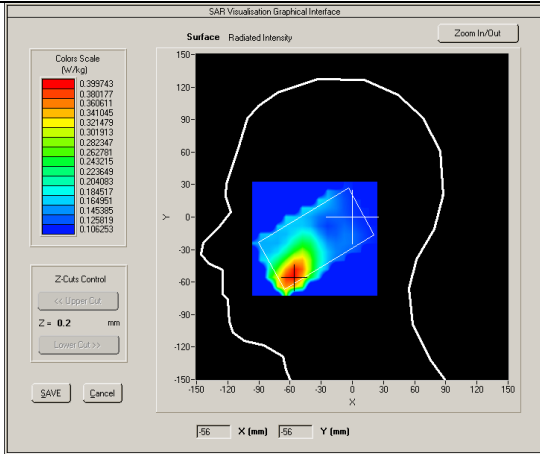 SAR Visualisation Graphical Interface
Surface Radiated Intensity
Zoom In/Out
Colors Scale
(W/kg)
0.399743
0.380177
0.360611
0.341045
0.321479
0.301913
0.282347
0.262781
0.243215
0.223649
0.204083
0.184517
0.164951
0.145385
0.125819
0.106253
Z-Cuts Control
<< Upper Cut
Z = 0.2 mm
Lower Cut >>
SAVE Cancel
150
120
90
60
30
0
-30
-60
-90
-120
-150
Y
-150 -120 -90 -60 -30 0 30 60 90 120 150
X
-56 X (mm) -56 Y (mm)